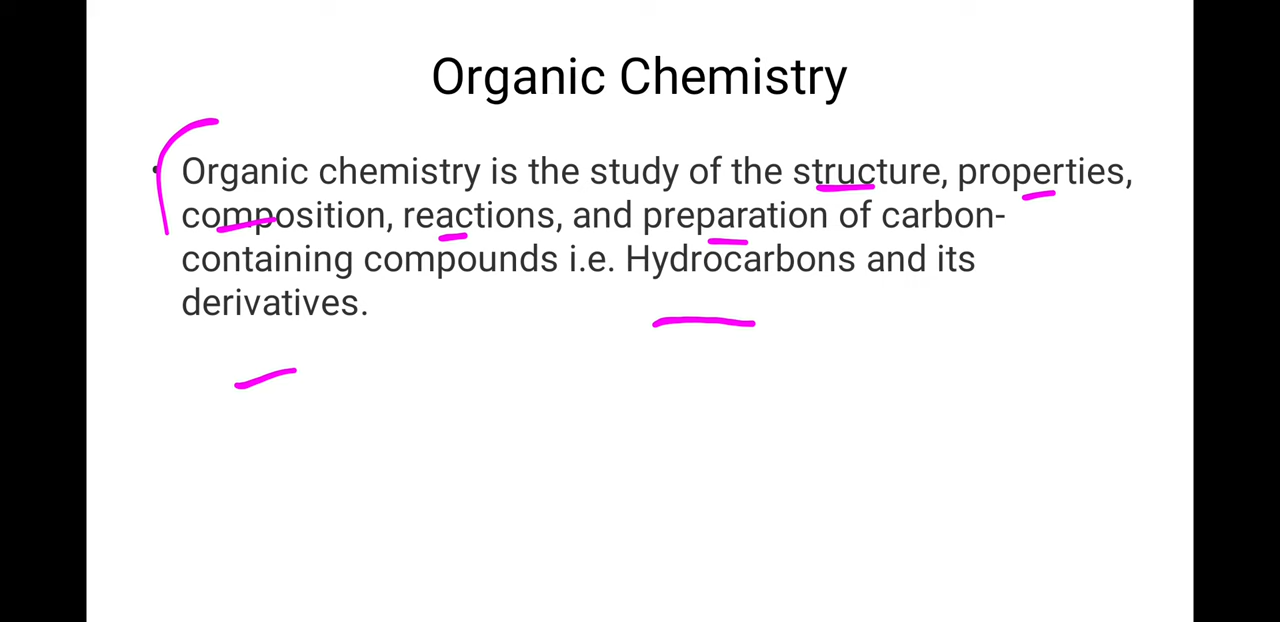 Organic Chemistry
• Organic chemistry is the study of the structure, properties,
composition, reactions, and preparation of carbon-
containing compounds i.e. Hydrocarbons and its
derivatives.